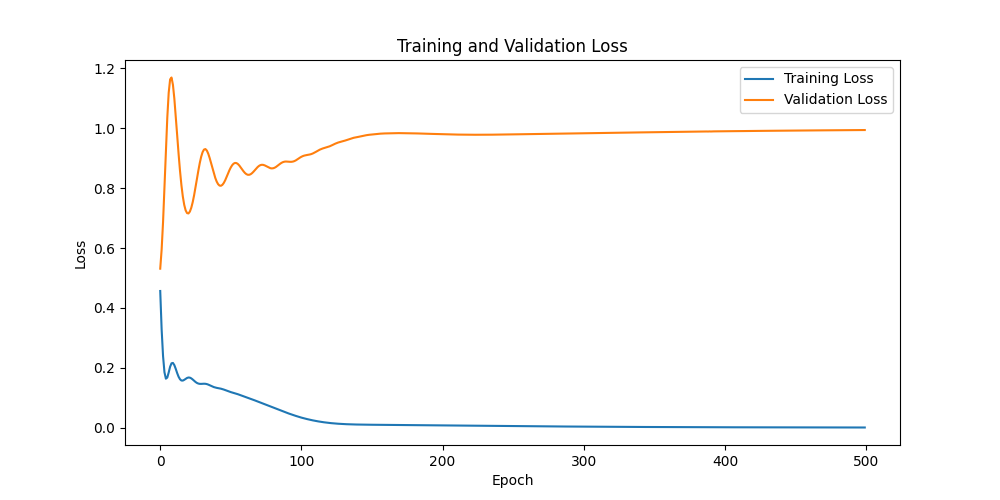 Training and Validation Loss
Training Loss
Validation Loss
1.2
1.0
0.8
0.6
0.4
0.2
0.0
Loss
0 100 200 300 400 500
Epoch